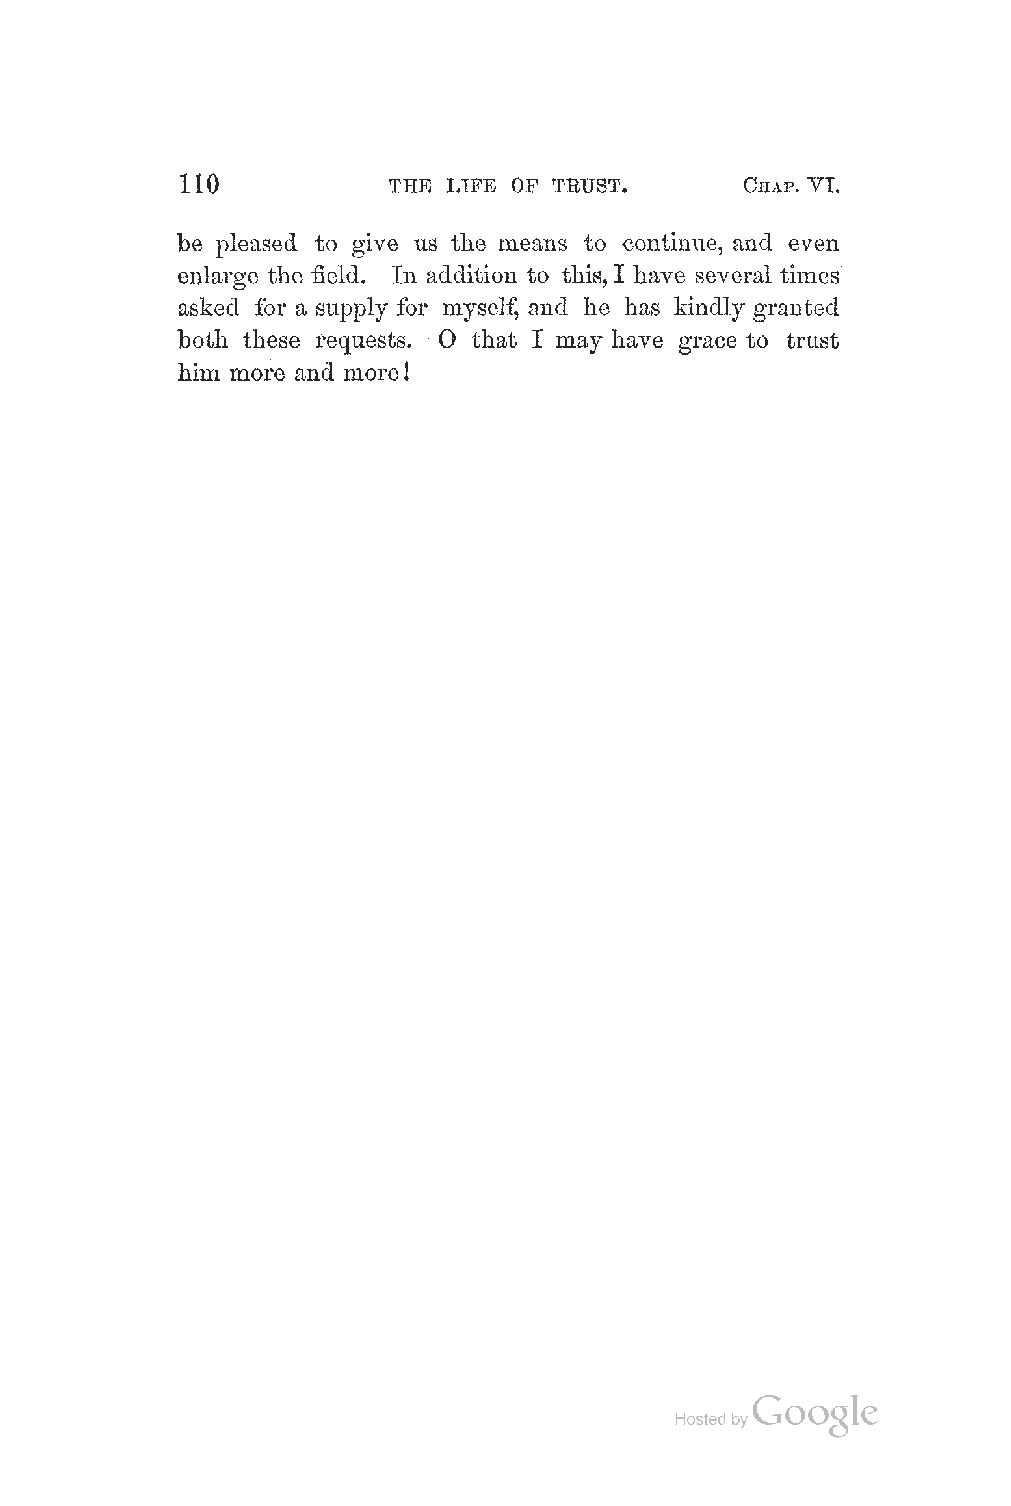 110 THE LIFE OF TRUST. CHAP. VI.
be pleased to give us the means to continue, and even
enlarge the field. In addition to this, I have several times
asked for a supply for myself, and he has kindly granted
both these requests. O that I may have grace to trust
him more and more!
Hosted by Google